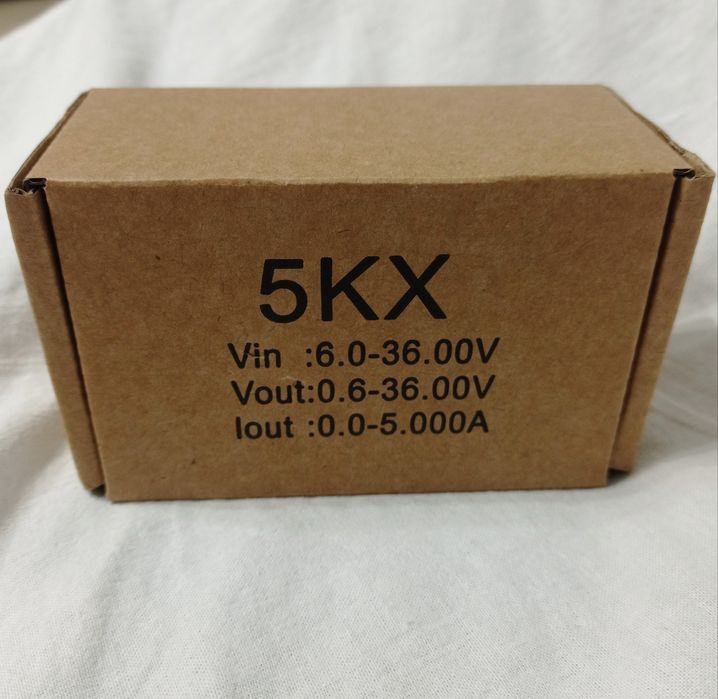 5KX
Vin :6.0-36.00V
Vout:0.6-36.00V
Iout :0.0-5.000A